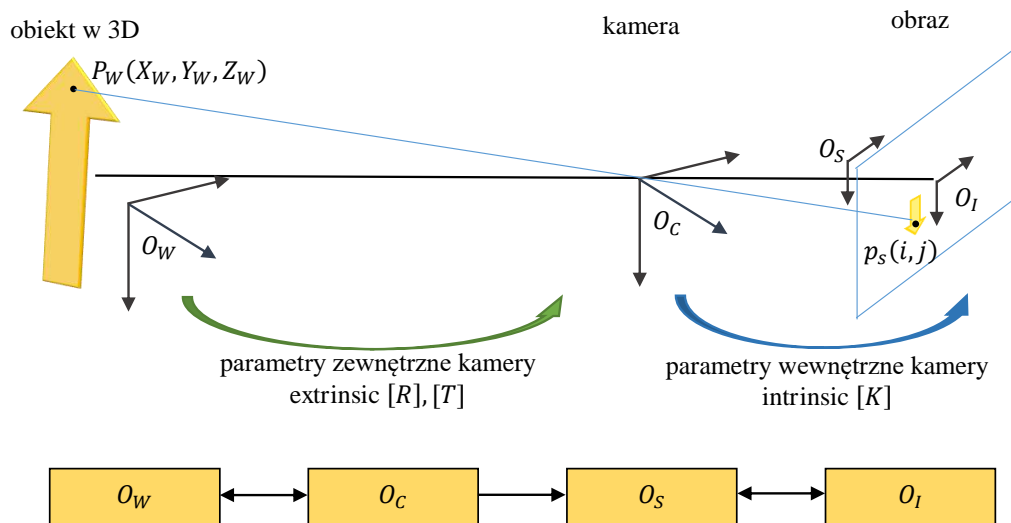 obiekt w 3D
kamera
obraz
P_W(X_W, Y_W, Z_W)
O_S
O_W
O_C
O_I
p_s(i, j)
parametry zewnętrzne kamery
extrinsic [R], [T]
parametry wewnętrzne kamery
intrinsic [K]
O_W
O_C
O_S
O_I